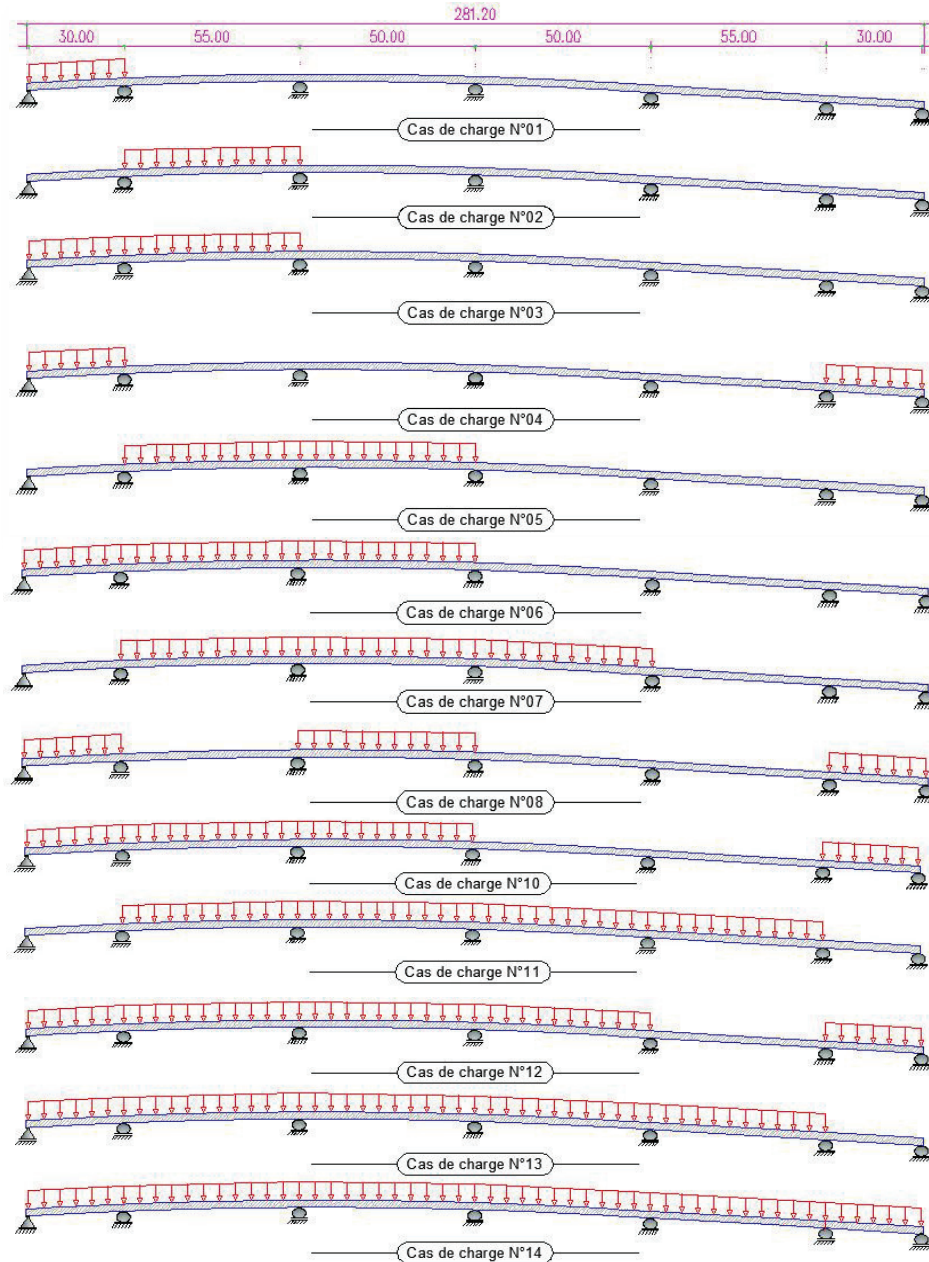 281.20
30.00 55.00 50.00 50.00 55.00 30.00
Cas de charge N°01
Cas de charge N°02
Cas de charge N°03
Cas de charge N°04
Cas de charge N°05
Cas de charge N°06
Cas de charge N°07
Cas de charge N°08
Cas de charge N°10
Cas de charge N°11
Cas de charge N°12
Cas de charge N°13
Cas de charge N°14